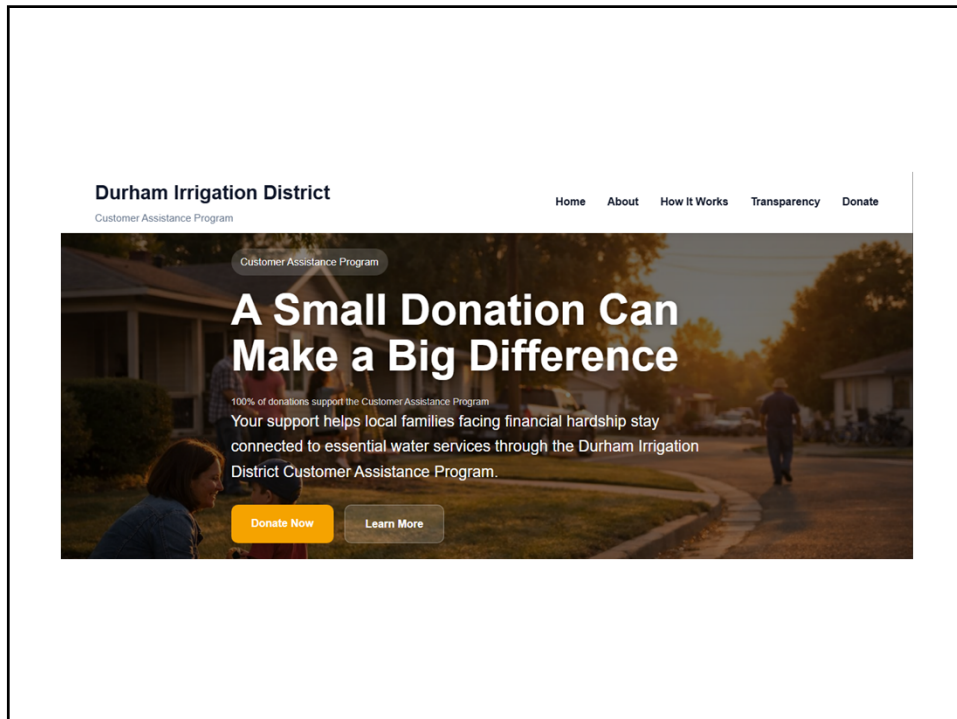 Durham Irrigation District
Customer Assistance Program
Home About How It Works Transparency Donate
Customer Assistance Program
A Small Donation Can
Make a Big Difference
100% of donations support the Customer Assistance Program
Your support helps local families facing financial hardship stay
connected to essential water services through the Durham Irrigation
District Customer Assistance Program.
Donate Now Learn More